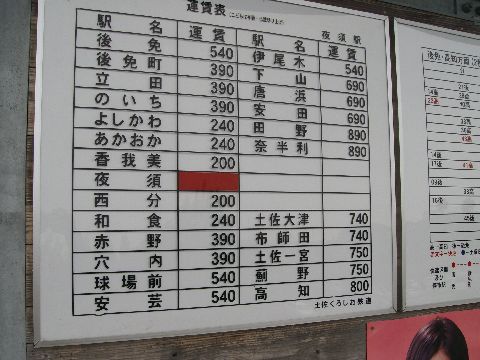 運賃表
夜須駅
駅名 運賃 駅名 運賃
後免 540 伊尾木 540
後免町 390 下山 690
立田 390 唐浜 690
のいち 240 安田 690
よしかわ 240 田野 890
あかおか 240 奈半利 890
香我美 200
夜須
西分 200
和食 240 土佐大津 740
赤野 390 布師田 740
穴内 390 土佐一宮 750
球場前 540 薊野 750
安芸 540 高知 800
土佐くろしお鉄道